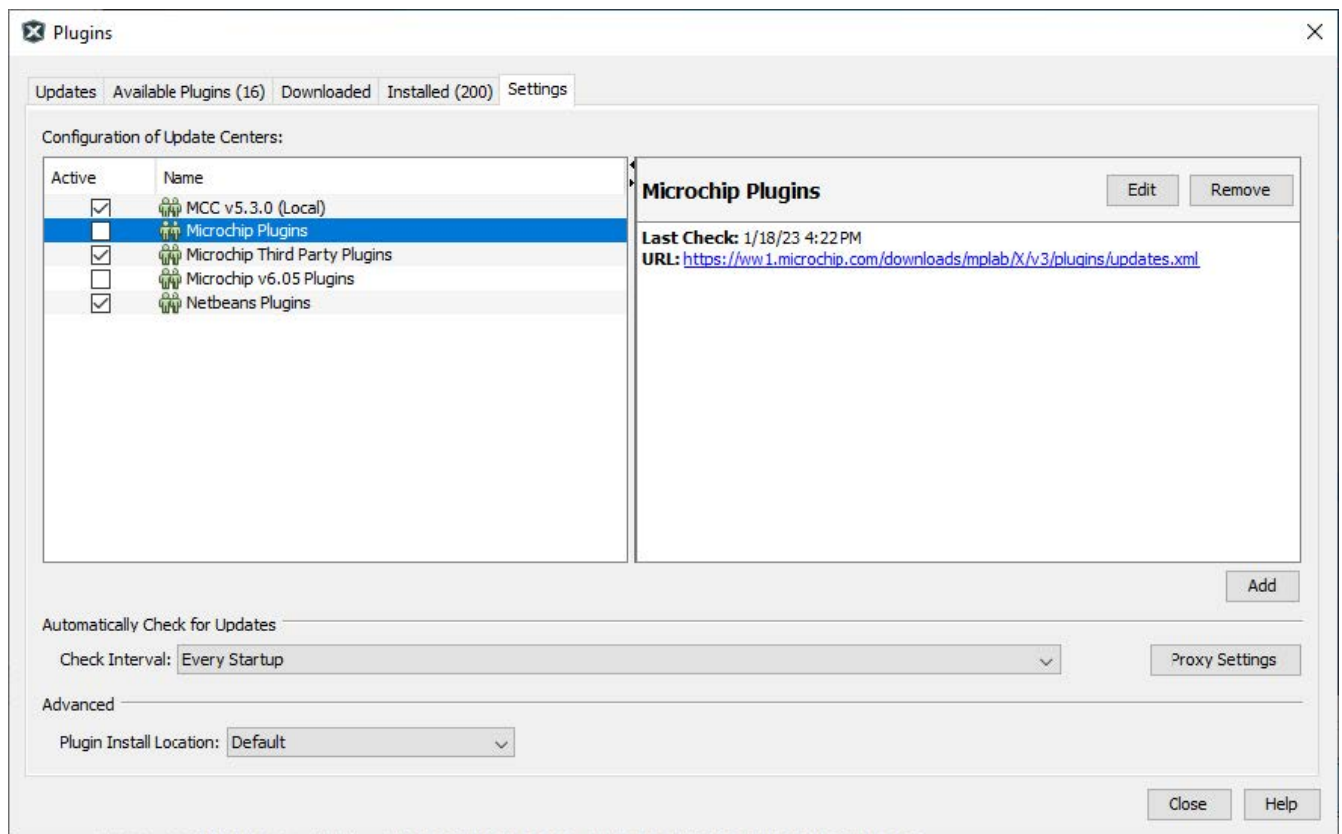 Plugins
Updates Available Plugins (16) Downloaded Installed (200) Settings
Configuration of Update Centers:
Active Name
MCC v5.3.0 (Local)
Microchip Plugins
Microchip Third Party Plugins
Microchip v6.05 Plugins
Netbeans Plugins
Microchip Plugins Edit Remove
Last Check: 1/18/23 4:22 PM
URL: https://ww1.microchip.com/downloads/mplab/X/v3/plugins/updates.xml
Add
Automatically Check for Updates
Check Interval: Every Startup Proxy Settings
Advanced
Plugin Install Location: Default
Close Help